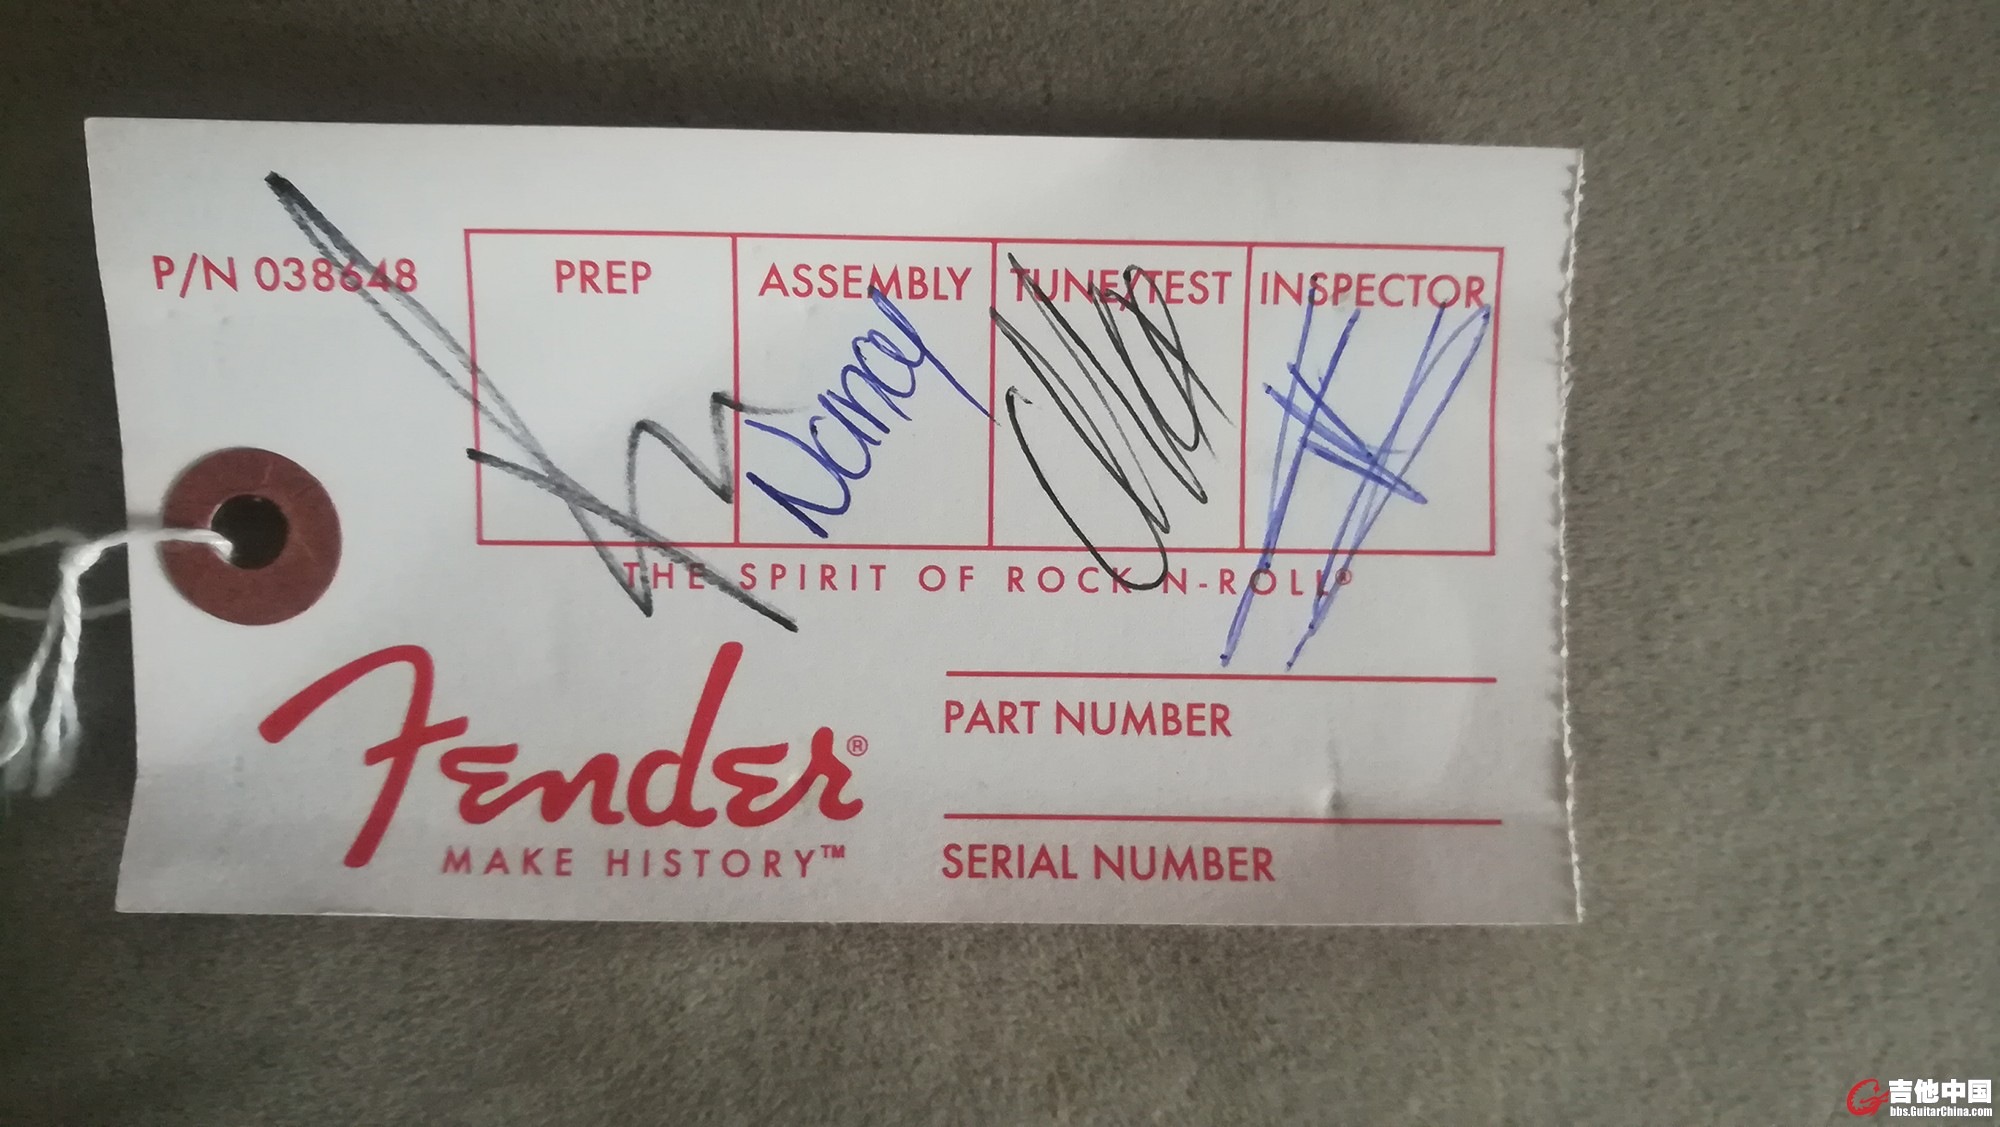 P/N 038648
PREP ASSEMBLY TUNE/TEST INSPECTOR
Nancy
THE SPIRIT OF ROCK N-ROLL®
Fender®
MAKE HISTORY™
PART NUMBER
SERIAL NUMBER
吉他中国
bbs.GuitarChina.com